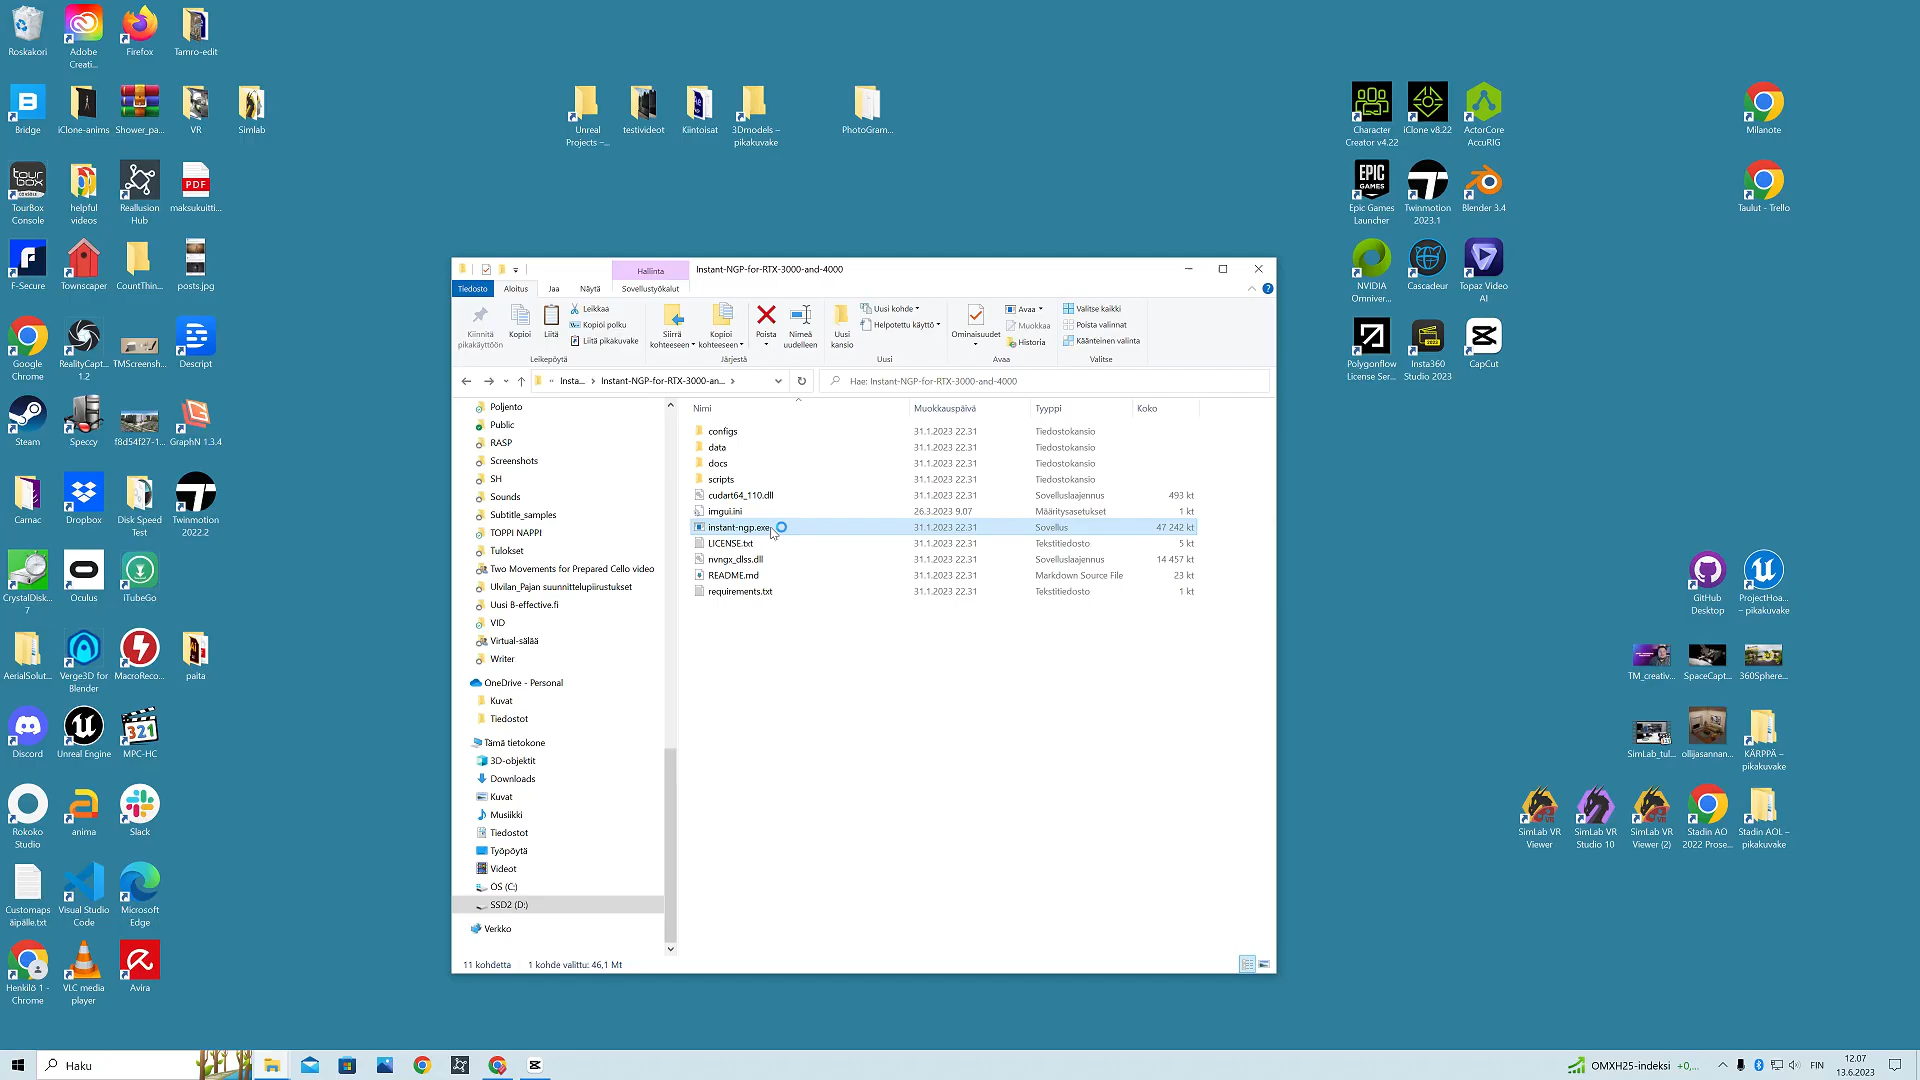 Roskakori
Adobe
Creati...
Firefox
Tamro-edit
Bridge
iClone-anims
Shower_pa...
VR
Simlab
TourBox
Console
helpful
videos
Reallusion
Hub
maksukuitti...
F-Secure
Townscaper
CountThin...
posts.jpg
Google
Chrome
RealityCapt...
1.2
TMScreensh...
Descript
Steam
Speccy
f8d54f27-1...
GraphN 1.3.4
Camac
Dropbox
Disk Speed
Test
Twinmotion
2022.2
CrystalDisk...
7
Oculus
iTubeGo
AerialSolut...
Verge3D for
Blender
MacroReco...
paita
Discord
Unreal Engine
MPC-HC
Rokoko
Studio
anima
Slack
Customaps
äipälle.txt
Visual Studio
Code
Microsoft
Edge
Henkilö 1 -
Chrome
VLC media
player
Avira
Unreal
Projects –...
testivideot
Kiintoisat
3Dmodels –
pikakuvake
PhotoGram...
Character
Creator v4.22
iClone v8.22
ActorCore
AccuRIG
Epic Games
Launcher
Twinmotion
2023.1
Blender 3.4
NVIDIA
Omniver...
Cascadeur
Topaz Video
AI
Polygonflow
License Ser...
Insta360
Studio 2023
CapCut
Milanote
Taulut - Trello
GitHub
Desktop
ProjectHoa...
– pikakuvake
TM_creativ...
SpaceCapt...
360Sphere...
SimLab_tul...
ollijasannan...
KÄRPPÄ –
pikakuvake
SimLab VR
Viewer
SimLab VR
Studio 10
SimLab VR
Viewer (2)
Stadin AO
2022 Prose...
Stadin AOL –
pikakuvake
Hallinta
Instant-NGP-for-RTX-3000-and-4000
Tiedosto
Aloitus
Jaa
Näytä
Sovellustyökalut
Kiinnitä
pikakäyttöön
Kopioi
Liitä
Leikkaa
Kopioi polku
Liitä pikakuvake
Leikepöytä
Siirrä
kohteeseen
Kopioi
kohteeseen
Poista
Nimeä
uudelleen
Järjestä
Uusi
kansio
Uusi kohde
Helpotettu käyttö
Uusi
Ominaisuudet
Avaa
Muokkaa
Historia
Avaa
Valitse kaikki
Poista valinnat
Käänteinen valinta
Valitse
Insta...
Instant-NGP-for-RTX-3000-an...
Hae: Instant-NGP-for-RTX-3000-and-4000
Poljento
Public
RASP
Screenshots
SH
Sounds
Subtitle_samples
TOPPI NAPPI
Tulokset
Two Movements for Prepared Cello video
Ulvilan_Pajan suunnittelupiirustukset
Uusi B-effective.fi
VID
Virtual-sälää
Writer
OneDrive - Personal
Kuvat
Tiedostot
Tämä tietokone
3D-objektit
Downloads
Kuvat
Musiikki
Tiedostot
Työpöytä
Videot
OS (C:)
SSD2 (D:)
Verkko
Nimi Muokkauspäivä Tyyppi Koko
configs 31.1.2023 22.31 Tiedostokansio
data 31.1.2023 22.31 Tiedostokansio
docs 31.1.2023 22.31 Tiedostokansio
scripts 31.1.2023 22.31 Tiedostokansio
cudart64_110.dll 31.1.2023 22.31 Sovelluslaajennus 493 kt
imgui.ini 26.3.2023 9.07 Määritysasetukset 1 kt
instant-ngp.exe 31.1.2023 22.31 Sovellus 47 242 kt
LICENSE.txt 31.1.2023 22.31 Tekstitiedosto 5 kt
nvngx_dlss.dll 31.1.2023 22.31 Sovelluslaajennus 14 457 kt
README.md 31.1.2023 22.31 Markdown Source File 23 kt
requirements.txt 31.1.2023 22.31 Tekstitiedosto 1 kt
11 kohdetta 1 kohde valittu: 46,1 Mt
Haku
OMXH25-indeksi +0,...
FIN
12.07
13.6.2023